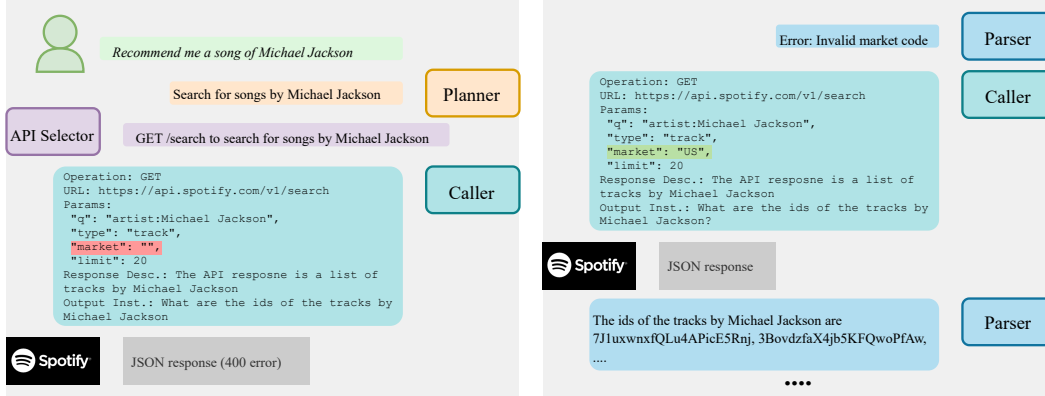 Recommend me a song of Michael Jackson
Search for songs by Michael Jackson
Planner
API Selector
GET /search to search for songs by Michael Jackson
Operation: GET
URL: https://api.spotify.com/v1/search
Params:
"q": "artist:Michael Jackson",
"type": "track",
"market": "",
"limit": 20
Response Desc.: The API resposne is a list of
tracks by Michael Jackson
Output Inst.: What are the ids of the tracks by
Michael Jackson
Caller
Spotify
JSON response (400 error)
Error: Invalid market code
Parser
Operation: GET
URL: https://api.spotify.com/v1/search
Params:
"q": "artist:Michael Jackson",
"type": "track",
"market": "US",
"limit": 20
Response Desc.: The API resposne is a list of
tracks by Michael Jackson
Output Inst.: What are the ids of the tracks by
Michael Jackson?
Caller
Spotify
JSON response
The ids of the tracks by Michael Jackson are
7J1uxwnxfQLu4APicE5Rnj, 3BovdzfaX4jb5KFQwoPfAw,
....
Parser
....